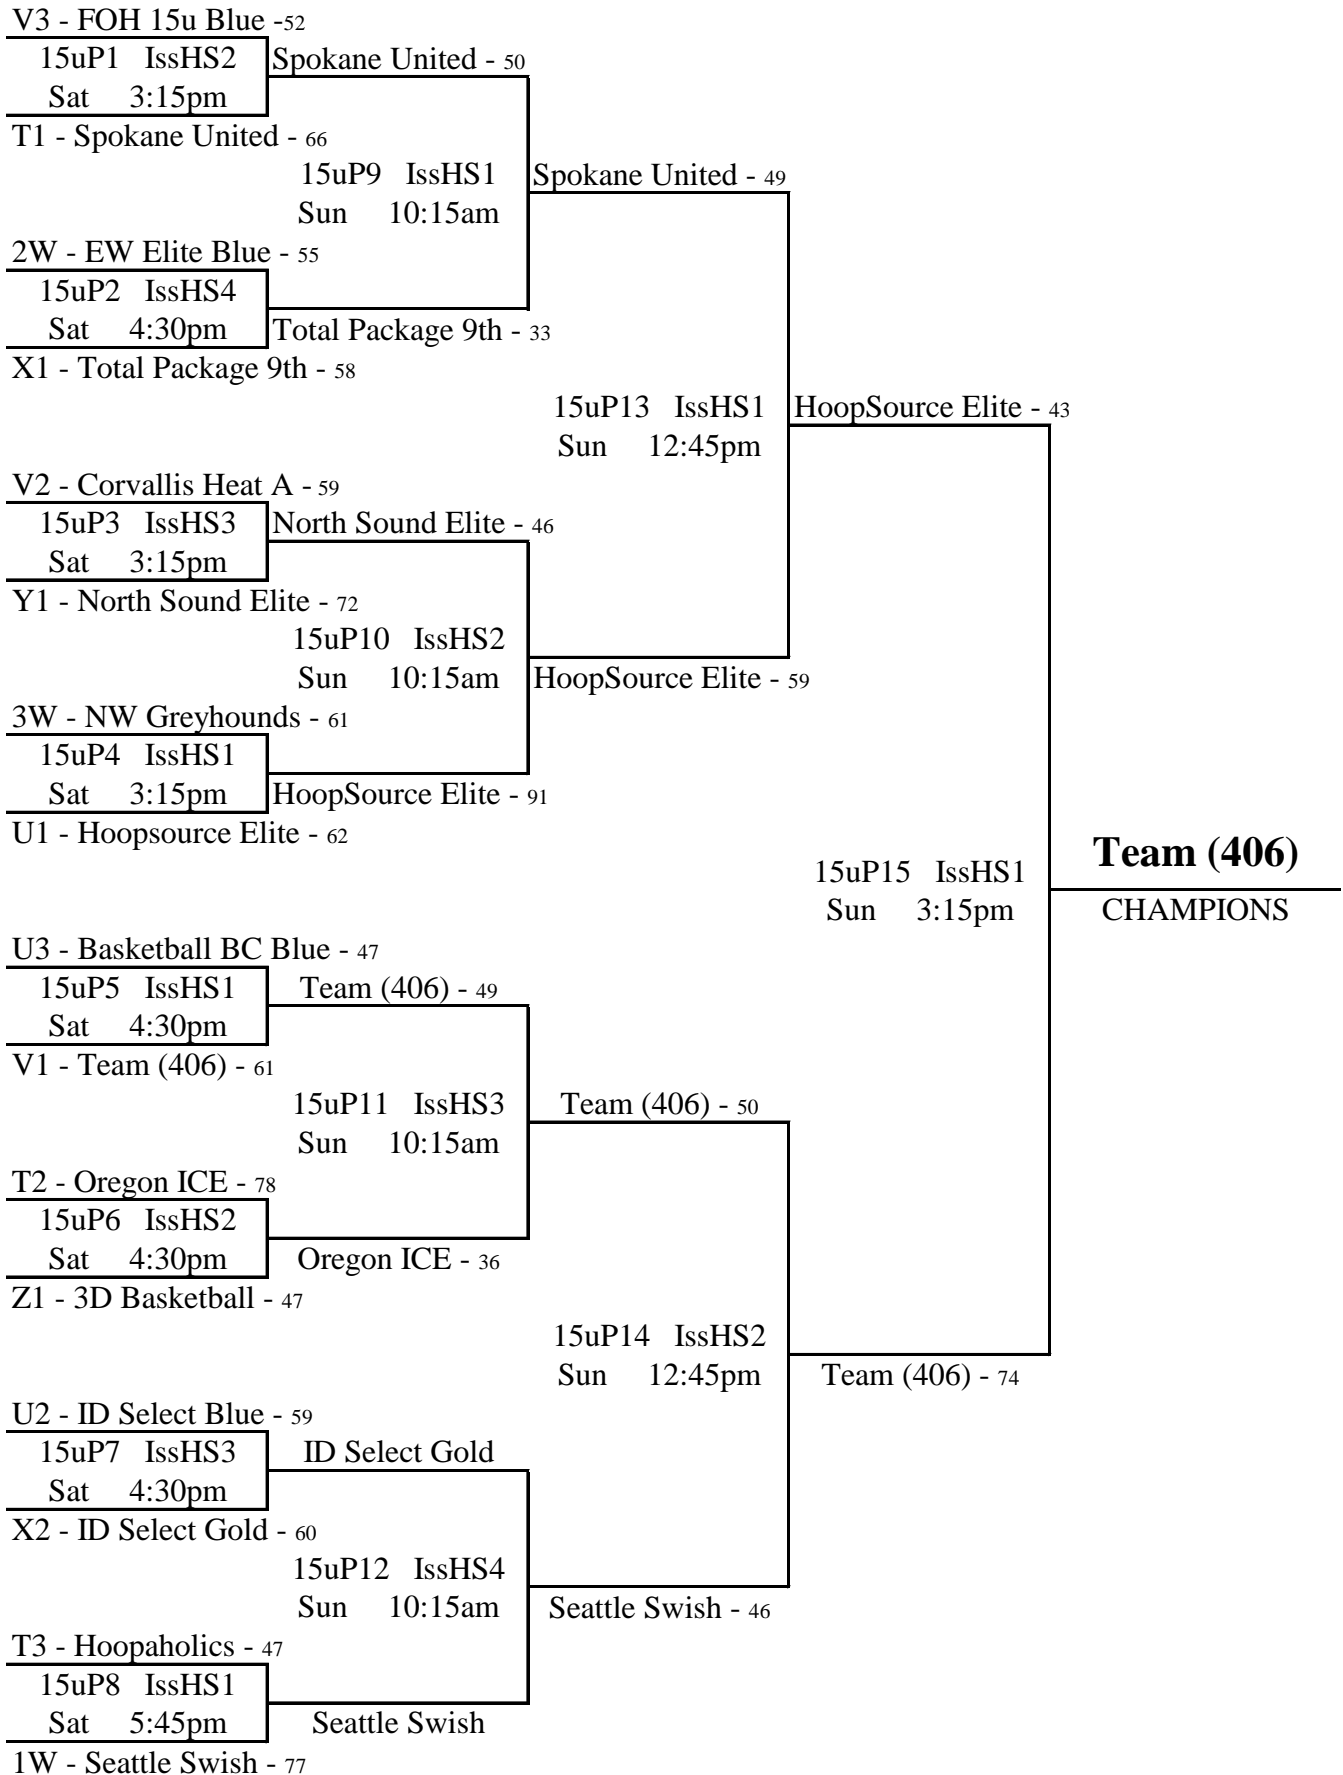 V3 - FOH 15u Blue -52
15uP1 IssHS2
Spokane United - 50
Sat 3:15pm
T1 - Spokane United - 66
15uP9 IssHS1
Spokane United - 49
Sun 10:15am
2W - EW Elite Blue - 55
15uP2 IssHS4
Sat 4:30pm
Total Package 9th - 33
X1 - Total Package 9th - 58
15uP13 IssHS1
HoopSource Elite - 43
Sun 12:45pm
V2 - Corvallis Heat A - 59
15uP3 IssHS3
North Sound Elite - 46
Sat 3:15pm
Y1 - North Sound Elite - 72
15uP10 IssHS2
Sun 10:15am
HoopSource Elite - 59
3W - NW Greyhounds - 61
15uP4 IssHS1
Sat 3:15pm
HoopSource Elite - 91
U1 - Hoopsource Elite - 62
Team (406)
15uP15 IssHS1
Sun 3:15pm
CHAMPIONS
U3 - Basketball BC Blue - 47
15uP5 IssHS1
Team (406) - 49
Sat 4:30pm
V1 - Team (406) - 61
15uP11 IssHS3
Team (406) - 50
Sun 10:15am
T2 - Oregon ICE - 78
15uP6 IssHS2
Sat 4:30pm
Oregon ICE - 36
Z1 - 3D Basketball - 47
15uP14 IssHS2
Sun 12:45pm
Team (406) - 74
U2 - ID Select Blue - 59
15uP7 IssHS3
ID Select Gold
Sat 4:30pm
X2 - ID Select Gold - 60
15uP12 IssHS4
Sun 10:15am
Seattle Swish - 46
T3 - Hoopaholics - 47
15uP8 IssHS1
Sat 5:45pm
Seattle Swish
1W - Seattle Swish - 77